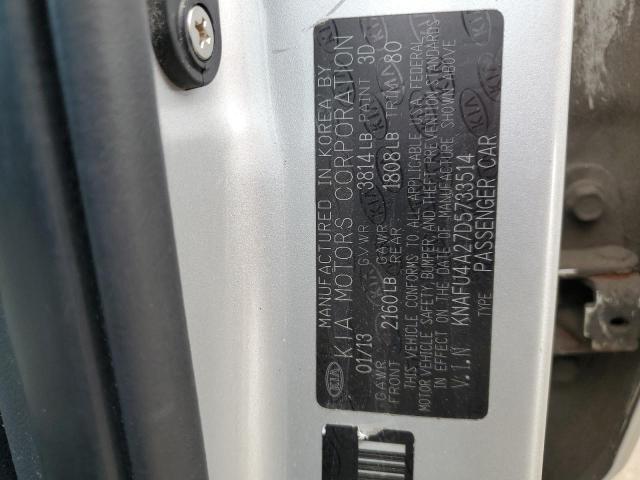 KIA
MANUFACTURED IN KOREA BY
KIA MOTORS CORPORATION
01/13 GVWR 3814LB PAINT 3D
GAWR FRONT 2160LB GAWR REAR 1808LB TRIM A 80
THIS VEHICLE CONFORMS TO ALL APPLICABLE U.S.A. FEDERAL
MOTOR VEHICLE SAFETY, BUMPER, AND THEFT PREVENTION STANDARDS
IN EFFECT ON THE DATE OF MANUFACTURE SHOWN ABOVE
V.I.N KNAFU4A27D5733514
TYPE PASSENGER CAR